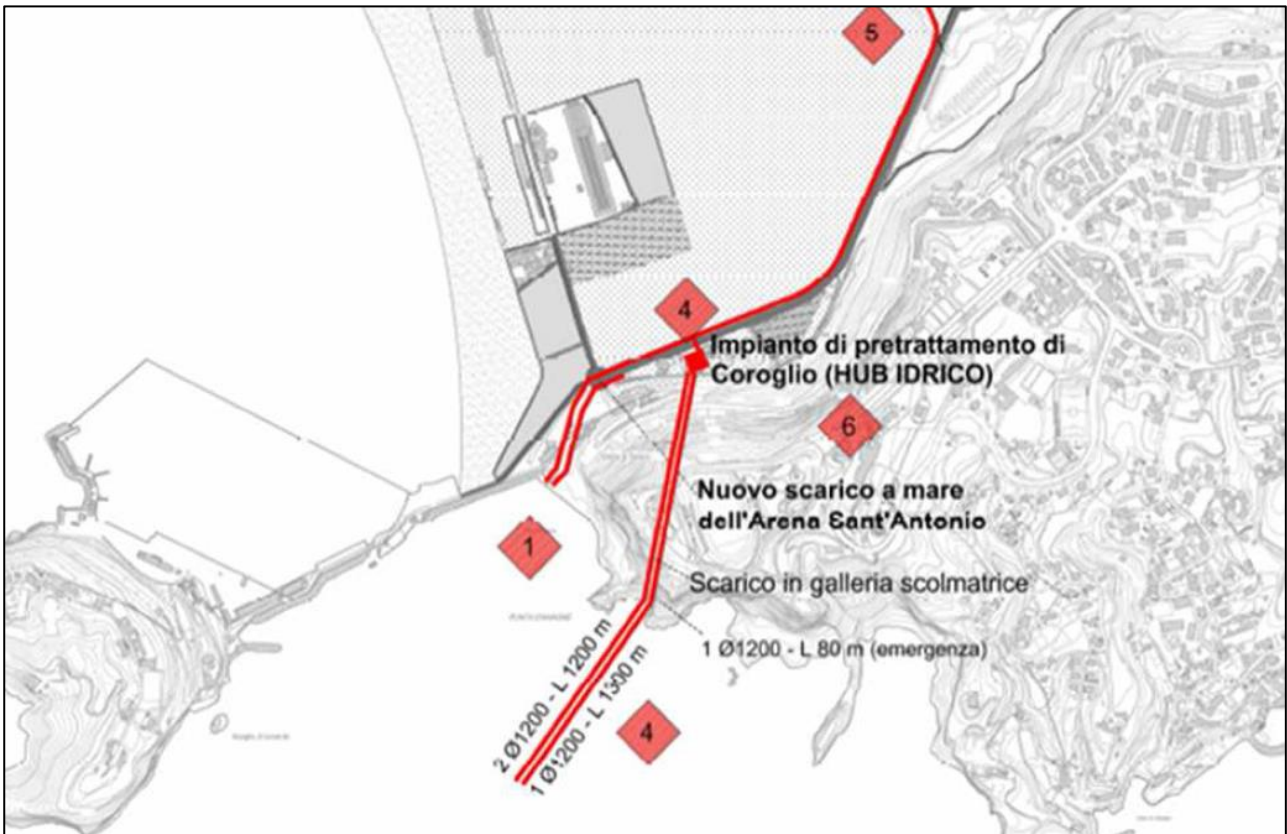 5
4
Impianto di pretrattamento di
Coroglio (HUB IDRICO)
6
Nuovo scarico a mare
dell'Arena Sant'Antonio
1
Scarico in galleria scolmatrice
1 Ø1200 - L 80 m (emergenza)
2 Ø1200 - L 1200 m
1 Ø1200 - L 1300 m
4